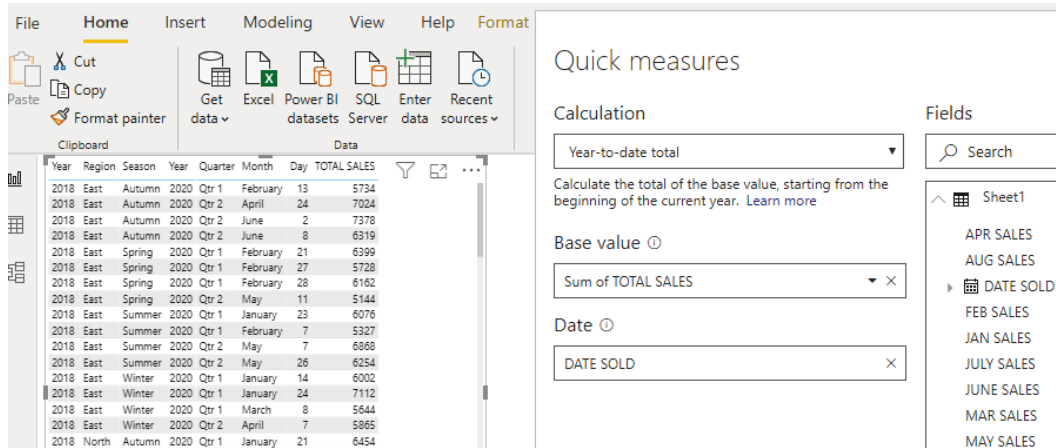 File Home Insert Modeling View Help Format
Paste
Cut
Copy
Format painter
Clipboard
Get data
Excel
Power BI datasets
SQL Server
Enter data
Recent sources
Data
Year Region Season Year Quarter Month Day TOTAL SALES
2018 East Autumn 2020 Qtr 1 February 13 5734
2018 East Autumn 2020 Qtr 2 April 24 7024
2018 East Autumn 2020 Qtr 2 June 2 7378
2018 East Autumn 2020 Qtr 2 June 8 6319
2018 East Spring 2020 Qtr 1 February 21 6399
2018 East Spring 2020 Qtr 1 February 27 5728
2018 East Spring 2020 Qtr 1 February 28 6162
2018 East Spring 2020 Qtr 2 May 11 5144
2018 East Summer 2020 Qtr 1 January 23 6076
2018 East Summer 2020 Qtr 1 February 7 5327
2018 East Summer 2020 Qtr 2 May 7 6868
2018 East Summer 2020 Qtr 2 May 26 6254
2018 East Winter 2020 Qtr 1 January 14 6002
2018 East Winter 2020 Qtr 1 January 24 7112
2018 East Winter 2020 Qtr 1 March 8 5644
2018 East Winter 2020 Qtr 2 April 7 5865
2018 North Autumn 2020 Qtr 1 January 21 6454
Quick measures
Calculation
Year-to-date total
Calculate the total of the base value, starting from the
beginning of the current year. Learn more
Base value
Sum of TOTAL SALES
Date
DATE SOLD
Fields
Search
Sheet1
APR SALES
AUG SALES
DATE SOLD
FEB SALES
JAN SALES
JULY SALES
JUNE SALES
MAR SALES
MAY SALES